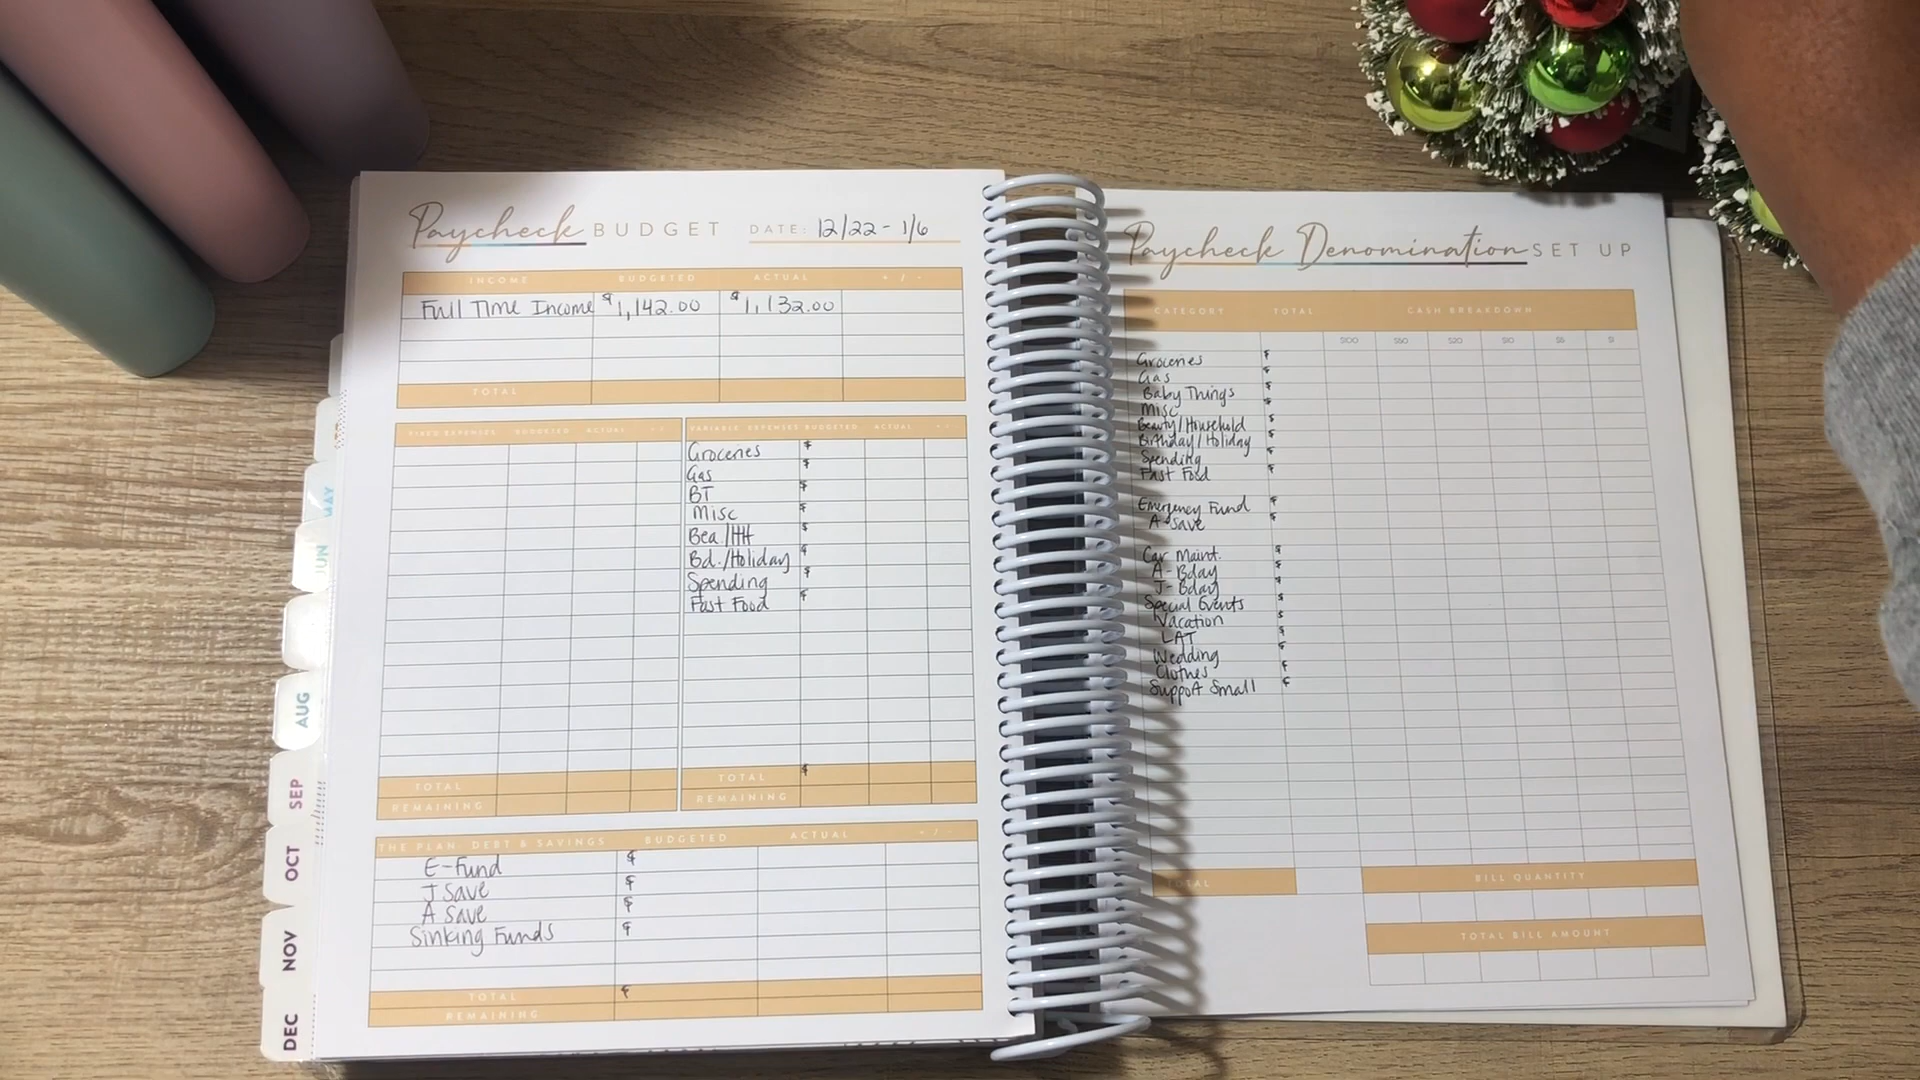 Paycheck BUDGET DATE: 12/22 - 1/6
INCOME BUDGETED ACTUAL + / -
Full Time Income $1,142.00 $1,132.00
TOTAL
FIXED EXPENSES BUDGETED ACTUAL + / -
TOTAL
REMAINING
VARIABLE EXPENSES BUDGETED ACTUAL + / -
Groceries $
Gas $
BT $
Misc $
Bea./HH $
Bd./Holiday $
Spending $
Fast Food $
TOTAL $
REMAINING
THE PLAN: DEBT & SAVINGS BUDGETED ACTUAL + / -
E-Fund $
J Save $
A Save $
Sinking Funds $
TOTAL $
REMAINING
MAY
JUN
AUG
SEP
OCT
NOV
DEC
Paycheck Denomination SET UP
CATEGORY TOTAL CASH BREAKDOWN
$100 $50 $20 $10 $5 $1
Groceries $
Gas $
Baby Things $
Misc $
Beauty/Household $
Birthday/Holiday $
Spending $
Fast Food $
Emergency Fund $
A-Save $
Car Maint. $
A-Bday $
J-Bday $
Special Events $
Vacation $
LAT $
Wedding $
Clothes $
Support Small $
TOTAL
BILL QUANTITY
TOTAL BILL AMOUNT